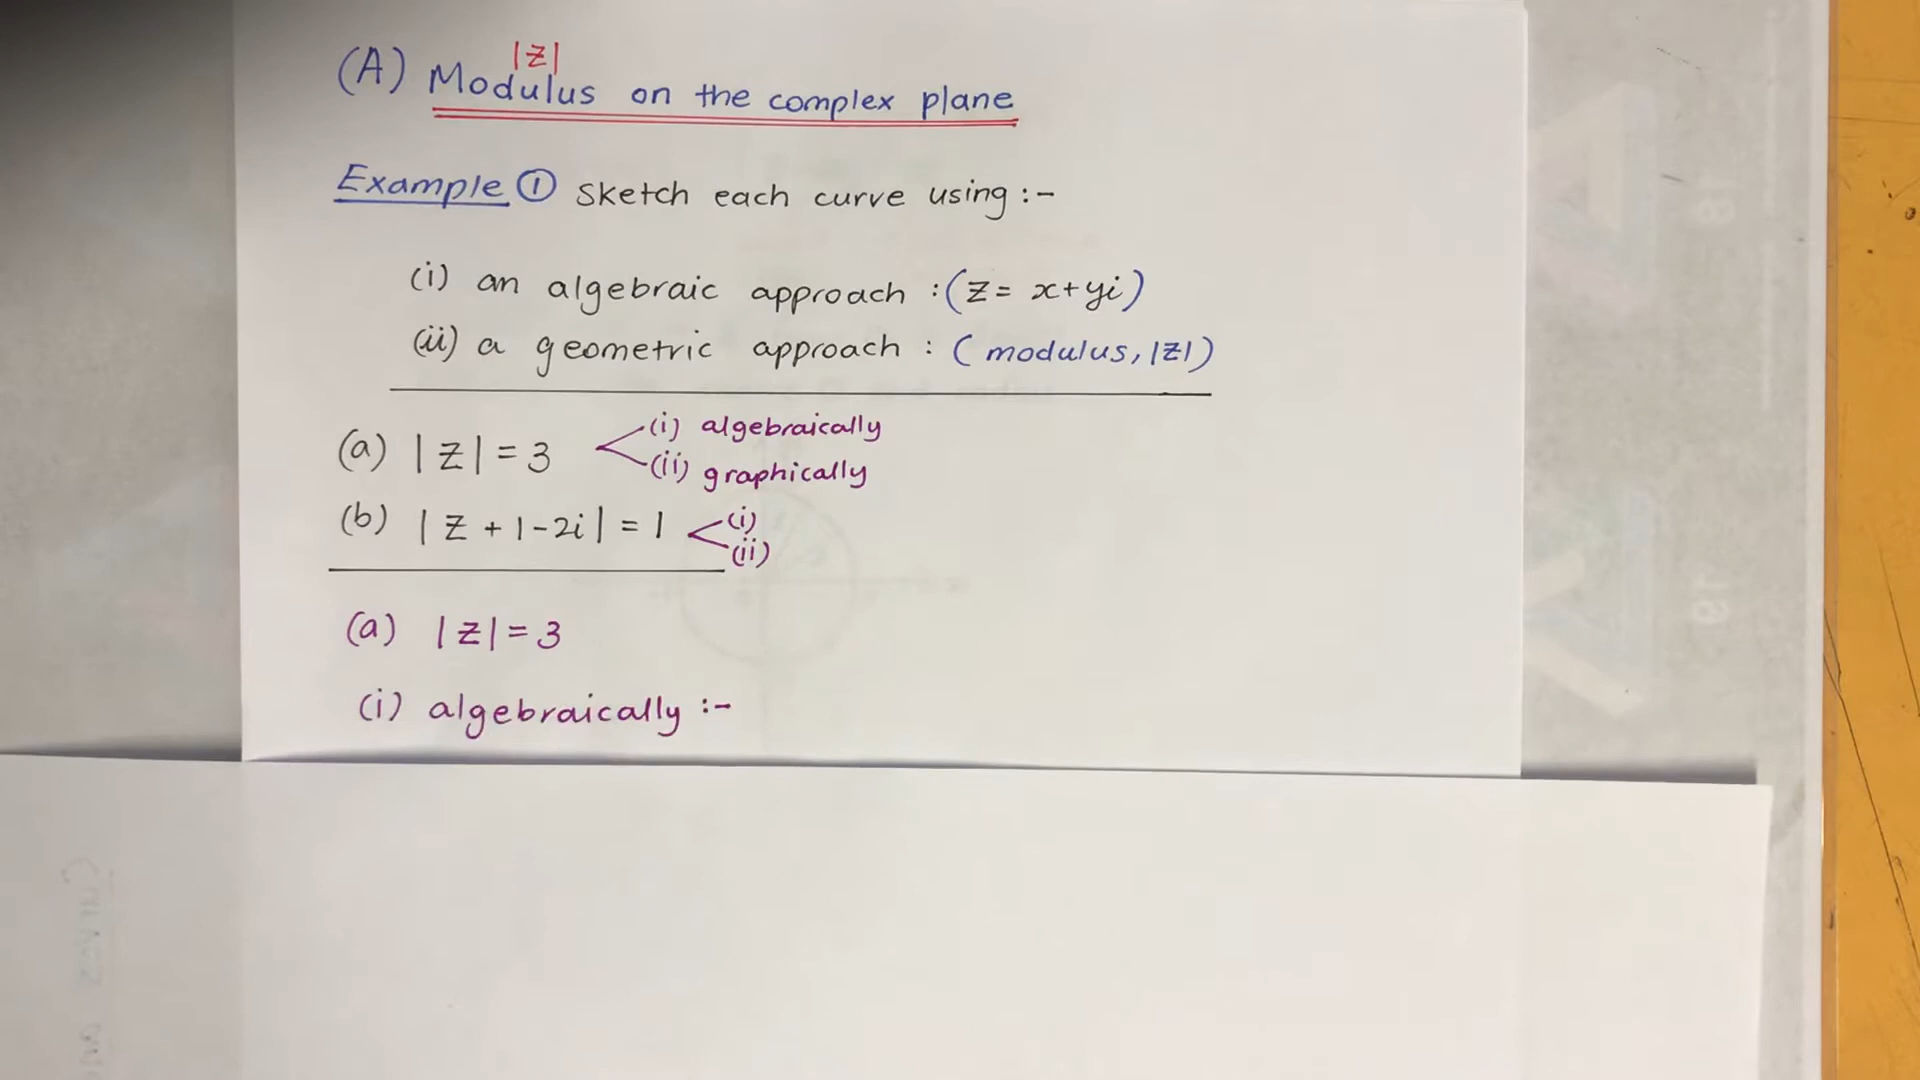 |z|
(A) Modulus on the complex plane
Example ① Sketch each curve using :-
(i) an algebraic approach : (z = x+yi)
(ii) a geometric approach : (modulus, |z|)
(a) |z| = 3
(i) algebraically
(ii) graphically
(b) |z + 1 - 2i| = 1
(i)
(ii)
(a) |z| = 3
(i) algebraically :-